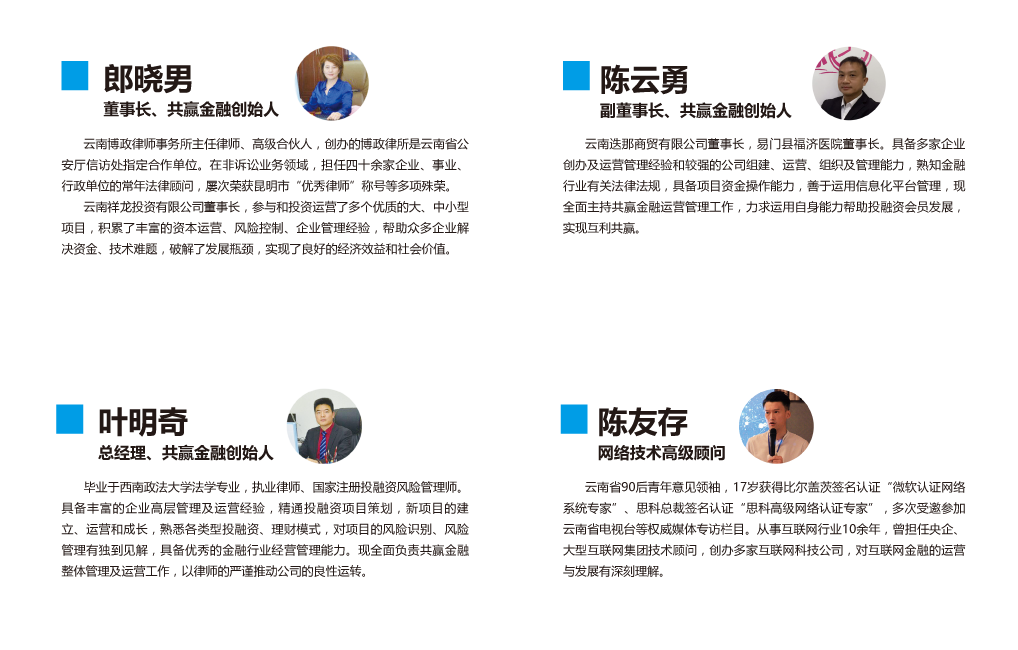 郎晓男
董事长、共赢金融创始人
云南博政律师事务所主任律师、高级合伙人，创办的博政律所是云南省公
安厅信访处指定合作单位。在非诉讼业务领域，担任四十余家企业、事业、
行政单位的常年法律顾问，屡次荣获昆明市“优秀律师”称号等多项殊荣。
云南祥龙投资有限公司董事长，参与和投资运营了多个优质的大、中小型
项目，积累了丰富的资本运营、风险控制、企业管理经验，帮助众多企业解
决资金、技术难题，破解了发展瓶颈，实现了良好的经济效益和社会价值。
陈云勇
副董事长、共赢金融创始人
云南迭那商贸有限公司董事长，易门县福济医院董事长。具备多家企业
创办及运营管理经验和较强的公司组建、运营、组织及管理能力，熟知金融
行业有关法律法规，具备项目资金操作能力，善于运用信息化平台管理，现
全面主持共赢金融运营管理工作，力求运用自身能力帮助投融资会员发展，
实现互利共赢。
叶明奇
总经理、共赢金融创始人
毕业于西南政法大学法学专业，执业律师、国家注册投融资风险管理师。
具备丰富的企业高层管理及运营经验，精通投融资项目策划，新项目的建
立、运营和成长，熟悉各类型投融资、理财模式，对项目的风险识别、风险
管理有独到见解，具备优秀的金融行业经营管理能力。现全面负责共赢金融
整体管理及运营工作，以律师的严谨推动公司的良性运转。
陈友存
网络技术高级顾问
云南省90后青年意见领袖，17岁获得比尔盖茨签名认证“微软认证网络
系统专家”、思科总裁签名认证“思科高级网络认证专家”，多次受邀参加
云南省电视台等权威媒体专访栏目。从事互联网行业10余年，曾担任央企、
大型互联网集团技术顾问，创办多家互联网科技公司，对互联网金融的运营
与发展有深刻理解。